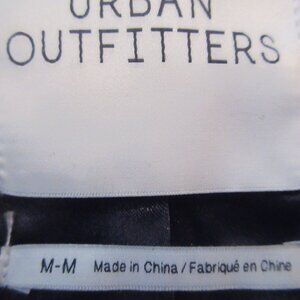 URBAN
OUTFITTERS
M-M Made in China / Fabriqué en Chine